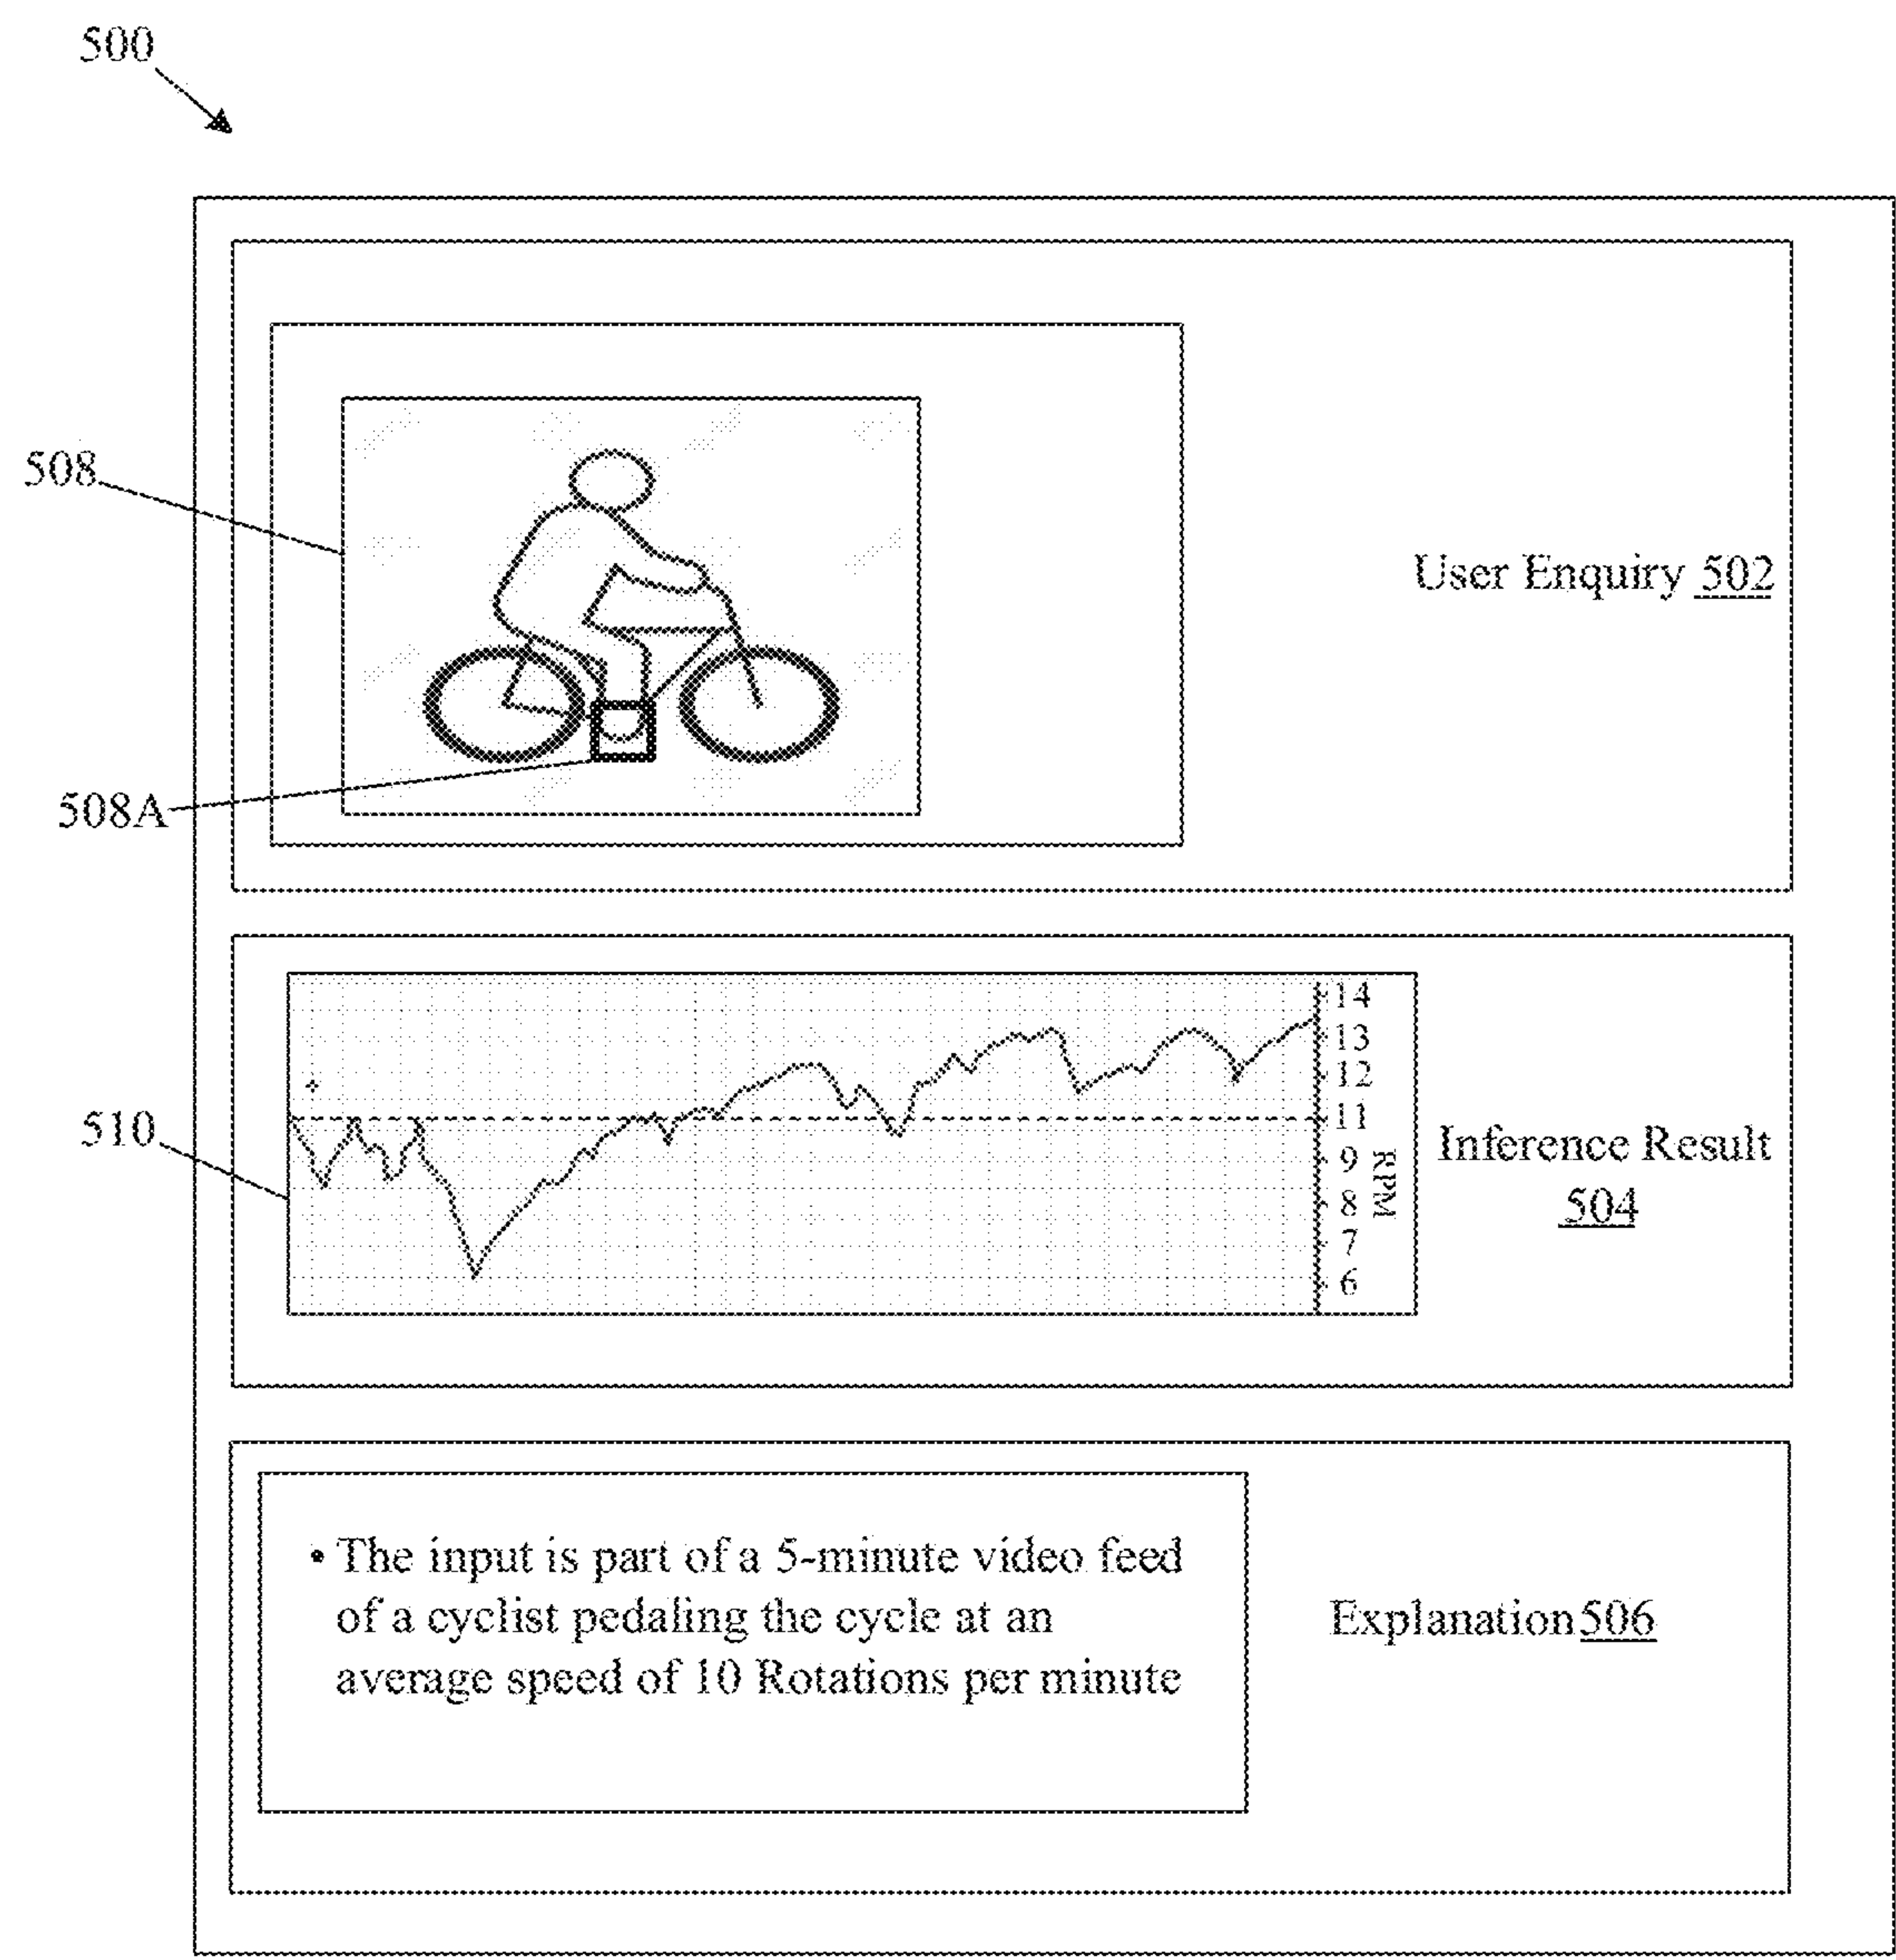 500
508
User Enquiry 502
508A
14
13
12
11
9
8
7
6
RPM
510
Inference Result
504
• The input is part of a 5-minute video feed
of a cyclist pedaling the cycle at an
average speed of 10 Rotations per minute
Explanation 506